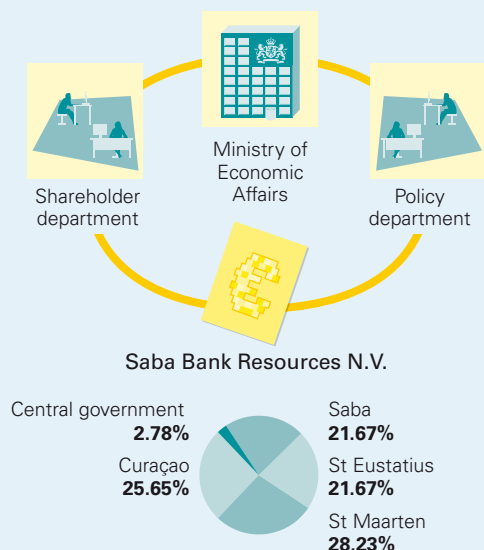 Ministry of
Economic
Affairs
Shareholder
department
Policy
department
Saba Bank Resources N.V.
Central government
2.78%
Curaçao
25.65%
Saba
21.67%
St Eustatius
21.67%
St Maarten
28.23%